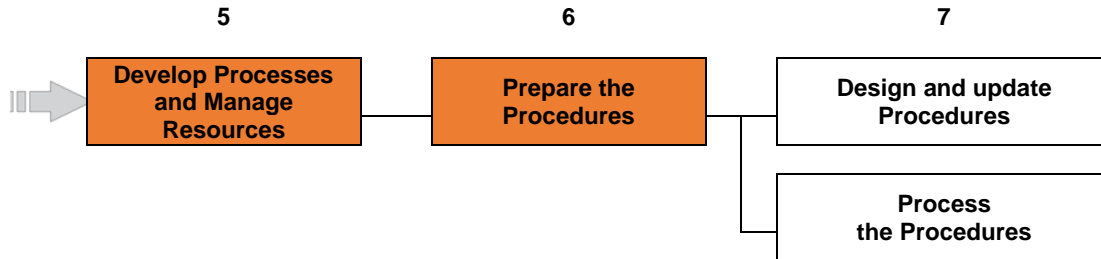 5
6
7
Develop Processes
and Manage
Resources
Prepare the
Procedures
Design and update
Procedures
Process
the Procedures